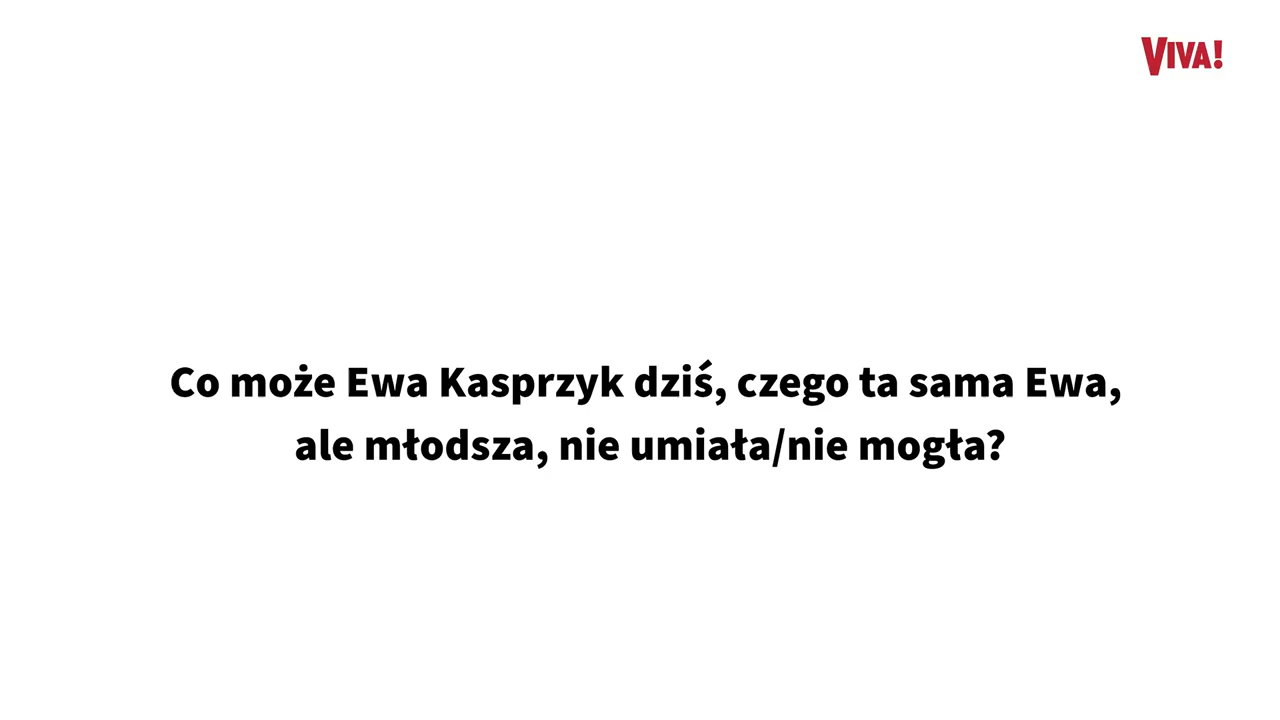 VIVA!
Co może Ewa Kasprzyk dziś, czego ta sama Ewa,
ale młodsza, nie umiała/nie mogła?